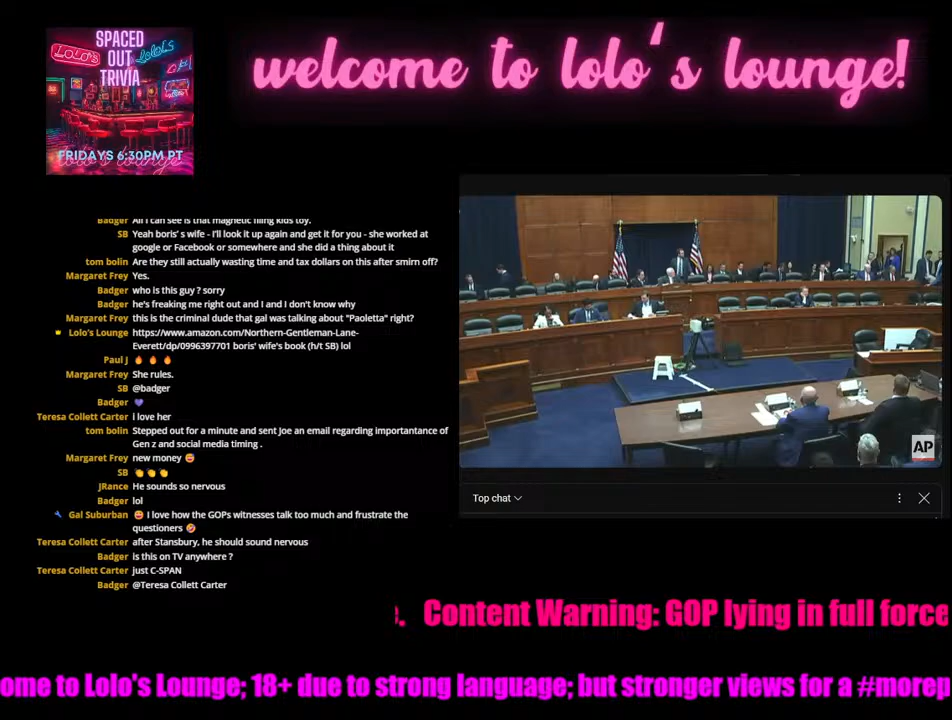 SPACED
OUT
TRIVIA
LOLO'S
FRIDAYS 6:30PM PT
lolo's lounge
welcome to lolo's lounge!
Badger All I can see is that magnetic filing kids toy.
SB Yeah boris' s wife - I'll look it up again and get it for you - she worked at
google or Facebook or somewhere and she did a thing about it
tom bolin Are they still actually wasting time and tax dollars on this after smirn off?
Margaret Frey Yes.
Badger who is this guy ? sorry
Badger he's freaking me right out and I and I don't know why
Margaret Frey this is the criminal dude that gal was talking about "Paoletta" right?
Lolo's Lounge https://www.amazon.com/Northern-Gentleman-Lane-
Everett/dp/0996397701 boris' wife's book (h/t SB) lol
Paul J 🔥 🔥 🔥
Margaret Frey She rules.
SB @badger
Badger 💜
Teresa Collett Carter i love her
tom bolin Stepped out for a minute and sent Joe an email regarding importantance of
Gen z and social media timing .
Margaret Frey new money 😅
SB 👏 👏 👏
JRance He sounds so nervous
Badger lol
Gal Suburban 🤩 I love how the GOPs witnesses talk too much and frustrate the
questioners 🤣
Teresa Collett Carter after Stansbury, he should sound nervous
Badger is this on TV anywhere ?
Teresa Collett Carter just C-SPAN
Badger @Teresa Collett Carter
AP
Top chat
. Content Warning: GOP lying in full force
ome to Lolo's Lounge; 18+ due to strong language; but stronger views for a #morep